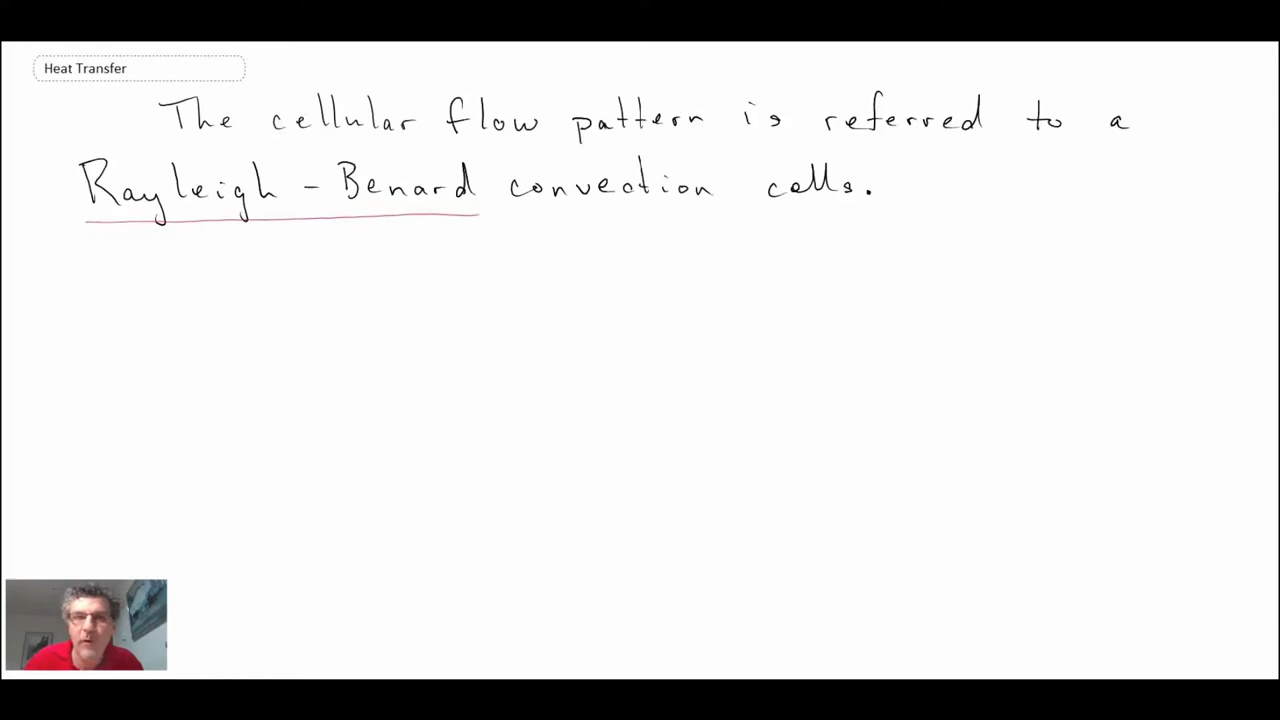 Heat Transfer
The cellular flow pattern is referred to a
Rayleigh - Benard convection cells.